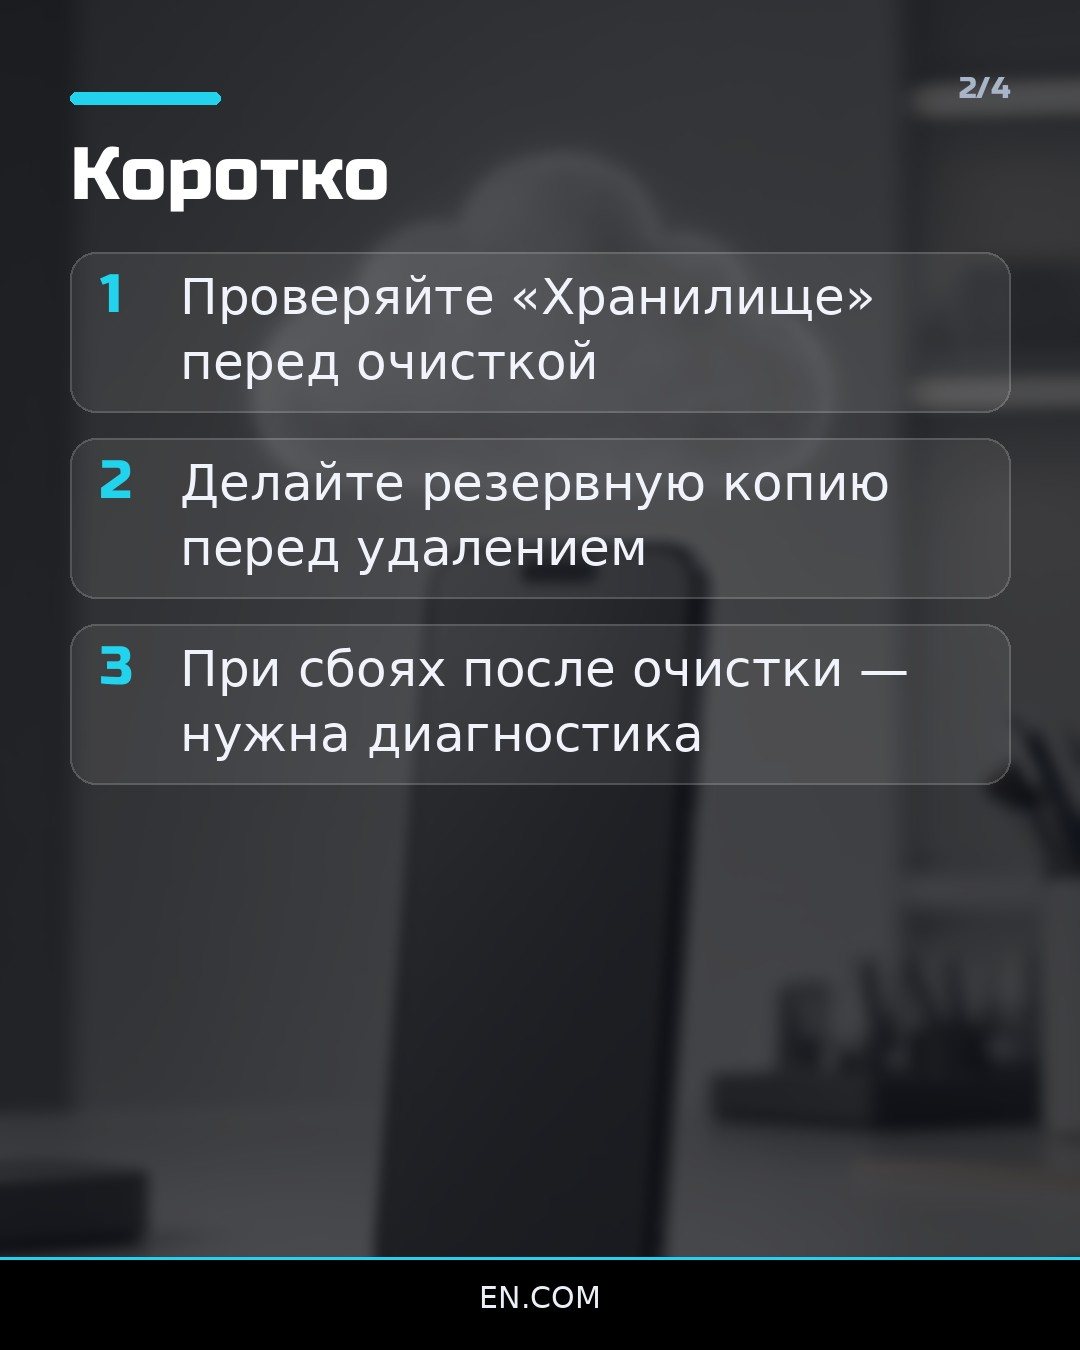 2/4
Коротко
1 Проверяйте «Хранилище»
перед очисткой
2 Делайте резервную копию
перед удалением
3 При сбоях после очистки —
нужна диагностика
EN.COM